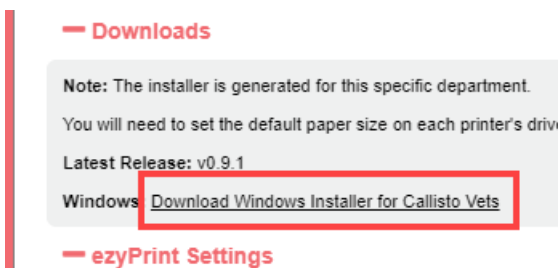 Downloads
Note: The installer is generated for this specific department.
You will need to set the default paper size on each printer's
Latest Release: v0.9.1
Windows Download Windows Installer for Callisto Vets
ezyPrint Settings